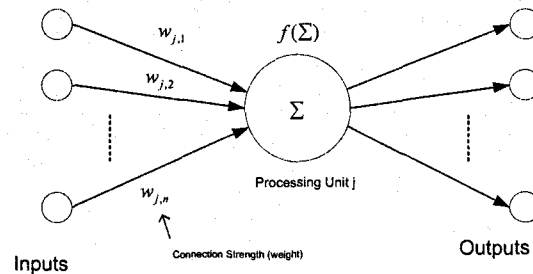 w_{j,1}
f(Σ)
w_{j,2}
Σ
Processing Unit j
w_{j,n}
Connection Strength (weight)
Inputs
Outputs